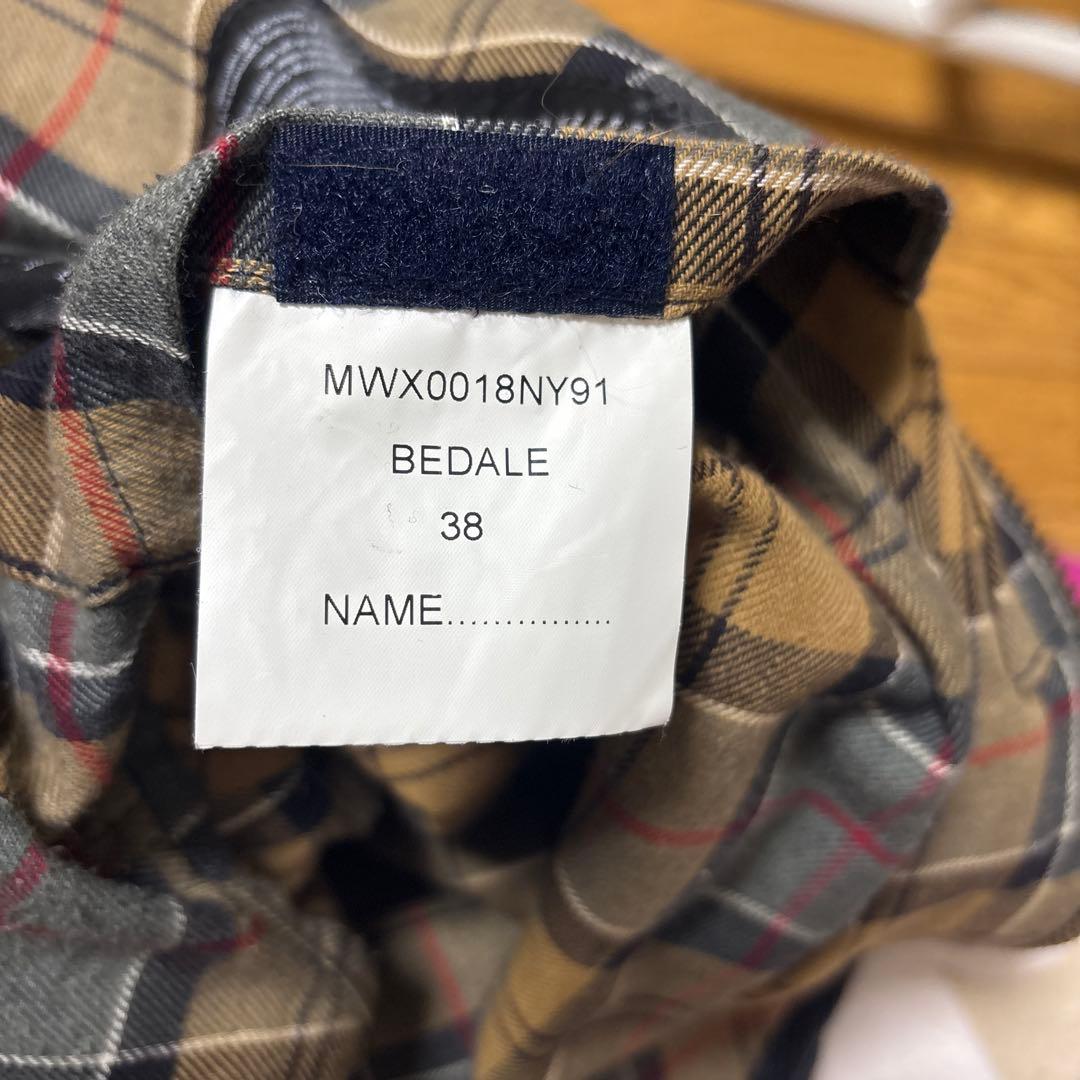 MWX0018NY91
BEDALE
38
NAME...............